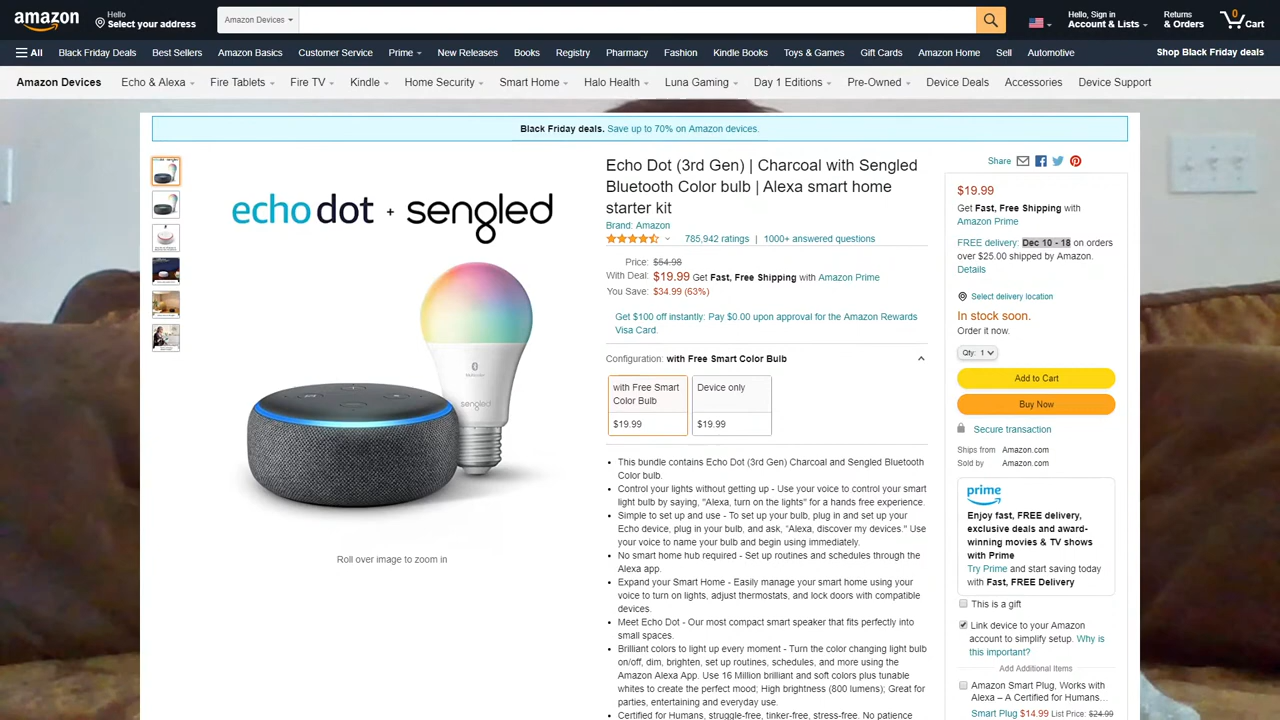 amazon
Hello
Select your address
Amazon Devices
Hello, Sign in
Account & Lists
Returns
& Orders
0
Cart
All
Black Friday Deals
Best Sellers
Amazon Basics
Customer Service
Prime
New Releases
Books
Registry
Pharmacy
Fashion
Kindle Books
Toys & Games
Gift Cards
Amazon Home
Sell
Automotive
Shop Black Friday deals
Amazon Devices
Echo & Alexa
Fire Tablets
Fire TV
Kindle
Home Security
Smart Home
Halo Health
Luna Gaming
Day 1 Editions
Pre-Owned
Device Deals
Accessories
Device Support
Black Friday deals. Save up to 70% on Amazon devices.
echo dot + sengled
sengled
Roll over image to zoom in
Echo Dot (3rd Gen) | Charcoal with Sengled
Bluetooth Color bulb | Alexa smart home
starter kit
Brand: Amazon
785,942 ratings | 1000+ answered questions
Price: $54.98
With Deal: $19.99 Get Fast, Free Shipping with Amazon Prime
You Save: $34.99 (63%)
Get $100 off instantly: Pay $0.00 upon approval for the Amazon Rewards
Visa Card.
Configuration: with Free Smart Color Bulb
with Free Smart
Color Bulb
$19.99
Device only
$19.99
• This bundle contains Echo Dot (3rd Gen) Charcoal and Sengled Bluetooth
Color bulb.
• Control your lights without getting up - Use your voice to control your smart
light bulb by saying, "Alexa, turn on the lights" for a hands free experience.
• Simple to set up and use - To set up your bulb, plug in and set up your
Echo device, plug in your bulb, and ask, "Alexa, discover my devices." Use
your voice to name your bulb and begin using immediately.
• No smart home hub required - Set up routines and schedules through the
Alexa app.
• Expand your Smart Home - Easily manage your smart home using your
voice to turn on lights, adjust thermostats, and lock doors with compatible
devices.
• Meet Echo Dot - Our most compact smart speaker that fits perfectly into
small spaces.
• Brilliant colors to light up every moment - Turn the color changing light bulb
on/off, dim, brighten, set up routines, schedules, and more using the
Amazon Alexa App. Use 16 Million brilliant and soft colors plus tunable
whites to create the perfect mood; High brightness (800 lumens); Great for
parties, entertaining and everyday use.
• Certified for Humans, struggle-free, tinker-free, stress-free. No patience
Share
$19.99
Get Fast, Free Shipping with
Amazon Prime
FREE delivery: Dec 10 - 18 on orders
over $25.00 shipped by Amazon.
Details
Select delivery location
In stock soon.
Order it now.
Qty: 1
Add to Cart
Buy Now
Secure transaction
Ships from Amazon.com
Sold by Amazon.com
prime
Enjoy fast, FREE delivery,
exclusive deals and award-
winning movies & TV shows
with Prime
Try Prime and start saving today
with Fast, FREE Delivery
This is a gift
Link device to your Amazon
account to simplify setup. Why is
this important?
Add Additional Items
Amazon Smart Plug, Works with
Alexa – A Certified for Humans...
Smart Plug $14.99 List Price: $24.99